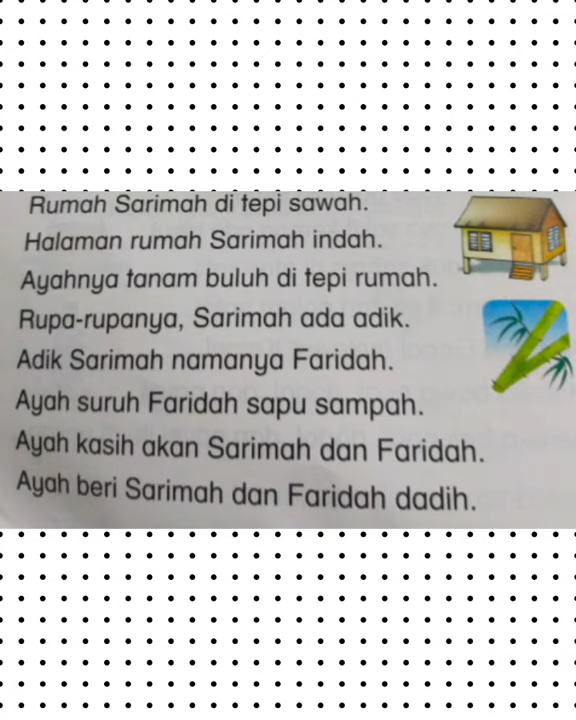 Rumah Sarimah di tepi sawah.
Halaman rumah Sarimah indah.
Ayahnya tanam buluh di tepi rumah.
Rupa-rupanya, Sarimah ada adik.
Adik Sarimah namanya Faridah.
Ayah suruh Faridah sapu sampah.
Ayah kasih akan Sarimah dan Faridah.
Ayah beri Sarimah dan Faridah dadih.